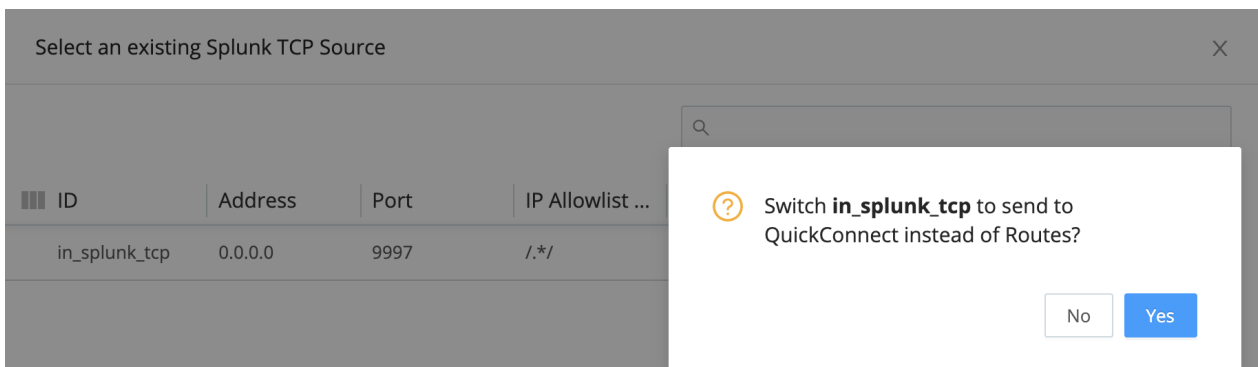 Select an existing Splunk TCP Source
ID Address Port IP Allowlist ...
in_splunk_tcp 0.0.0.0 9997 /.*/
Switch in_splunk_tcp to send to
QuickConnect instead of Routes?
No Yes